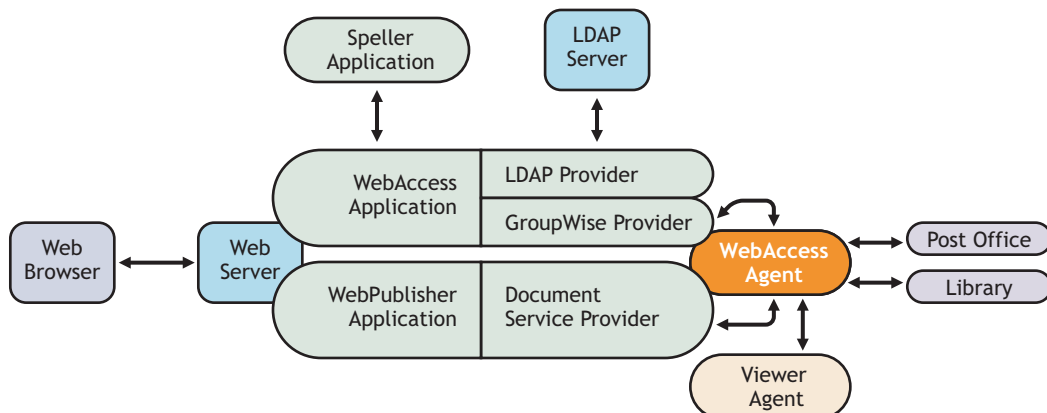 Speller
Application
LDAP
Server
WebAccess
Application
LDAP Provider
GroupWise Provider
Web
Browser
Web
Server
WebAccess
Agent
Post Office
Library
WebPublisher
Application
Document
Service Provider
Viewer
Agent